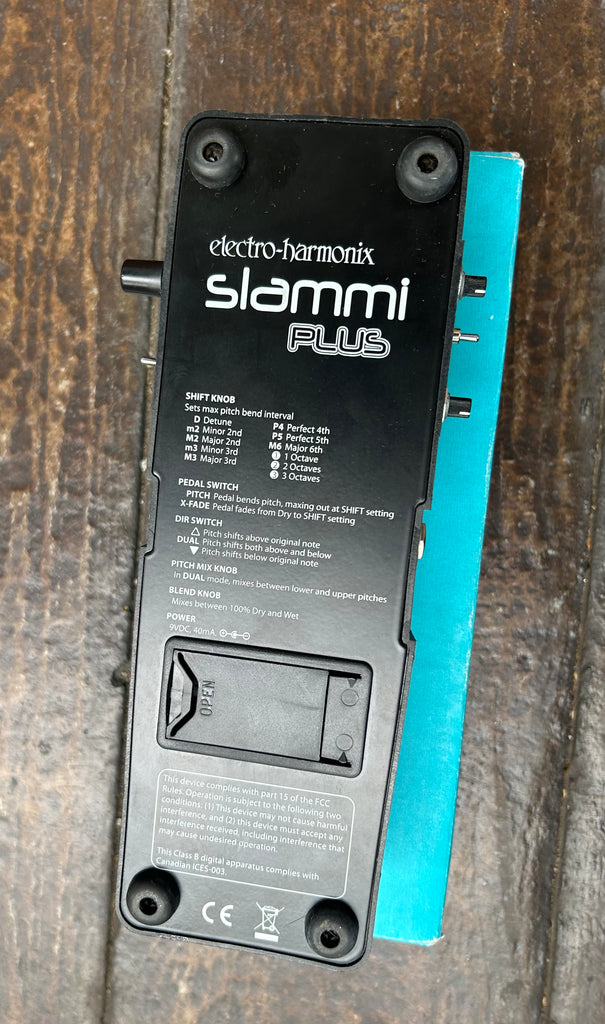 electro-harmonix
slammi
PLUS
SHIFT KNOB
Sets max pitch bend interval
D Detune
m2 Minor 2nd
M2 Major 2nd
m3 Minor 3rd
M3 Major 3rd
P4 Perfect 4th
P5 Perfect 5th
M6 Major 6th
1 1 Octave
2 2 Octaves
3 3 Octaves
PEDAL SWITCH
PITCH Pedal bends pitch, maxing out at SHIFT setting
X-FADE Pedal fades from Dry to SHIFT setting
DIR SWITCH
△ Pitch shifts above original note
DUAL Pitch shifts both above and below
▼ Pitch shifts below original note
PITCH MIX KNOB
In DUAL mode, mixes between lower and upper pitches
BLEND KNOB
Mixes between 100% Dry and Wet
POWER
9VDC, 40mA,
OPEN
This device complies with part 15 of the FCC
Rules. Operation is subject to the following two
conditions: (1) This device may not cause harmful
interference, and (2) this device must accept any
interference received, including interference that
may cause undesired operation.
This Class B digital apparatus complies with
Canadian ICES-003.
CE